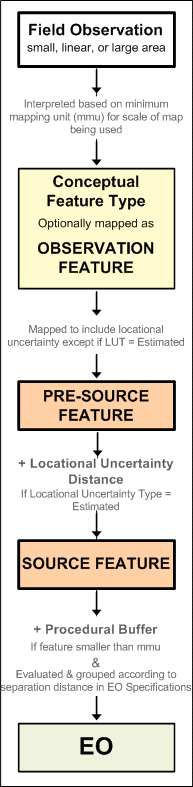 Field Observation
small, linear, or large area
Interpreted based on minimum
mapping unit (mmu) for scale of map
being used
Conceptual
Feature Type
Optionally mapped as
OBSERVATION
FEATURE
Mapped to include locational
uncertainty except if LUT = Estimated
PRE-SOURCE
FEATURE
+ Locational Uncertainty
Distance
If Locational Uncertainty Type =
Estimated
SOURCE FEATURE
+ Procedural Buffer
If feature smaller than mmu
&
Evaluated & grouped according to
separation distance in EO Specifications
EO